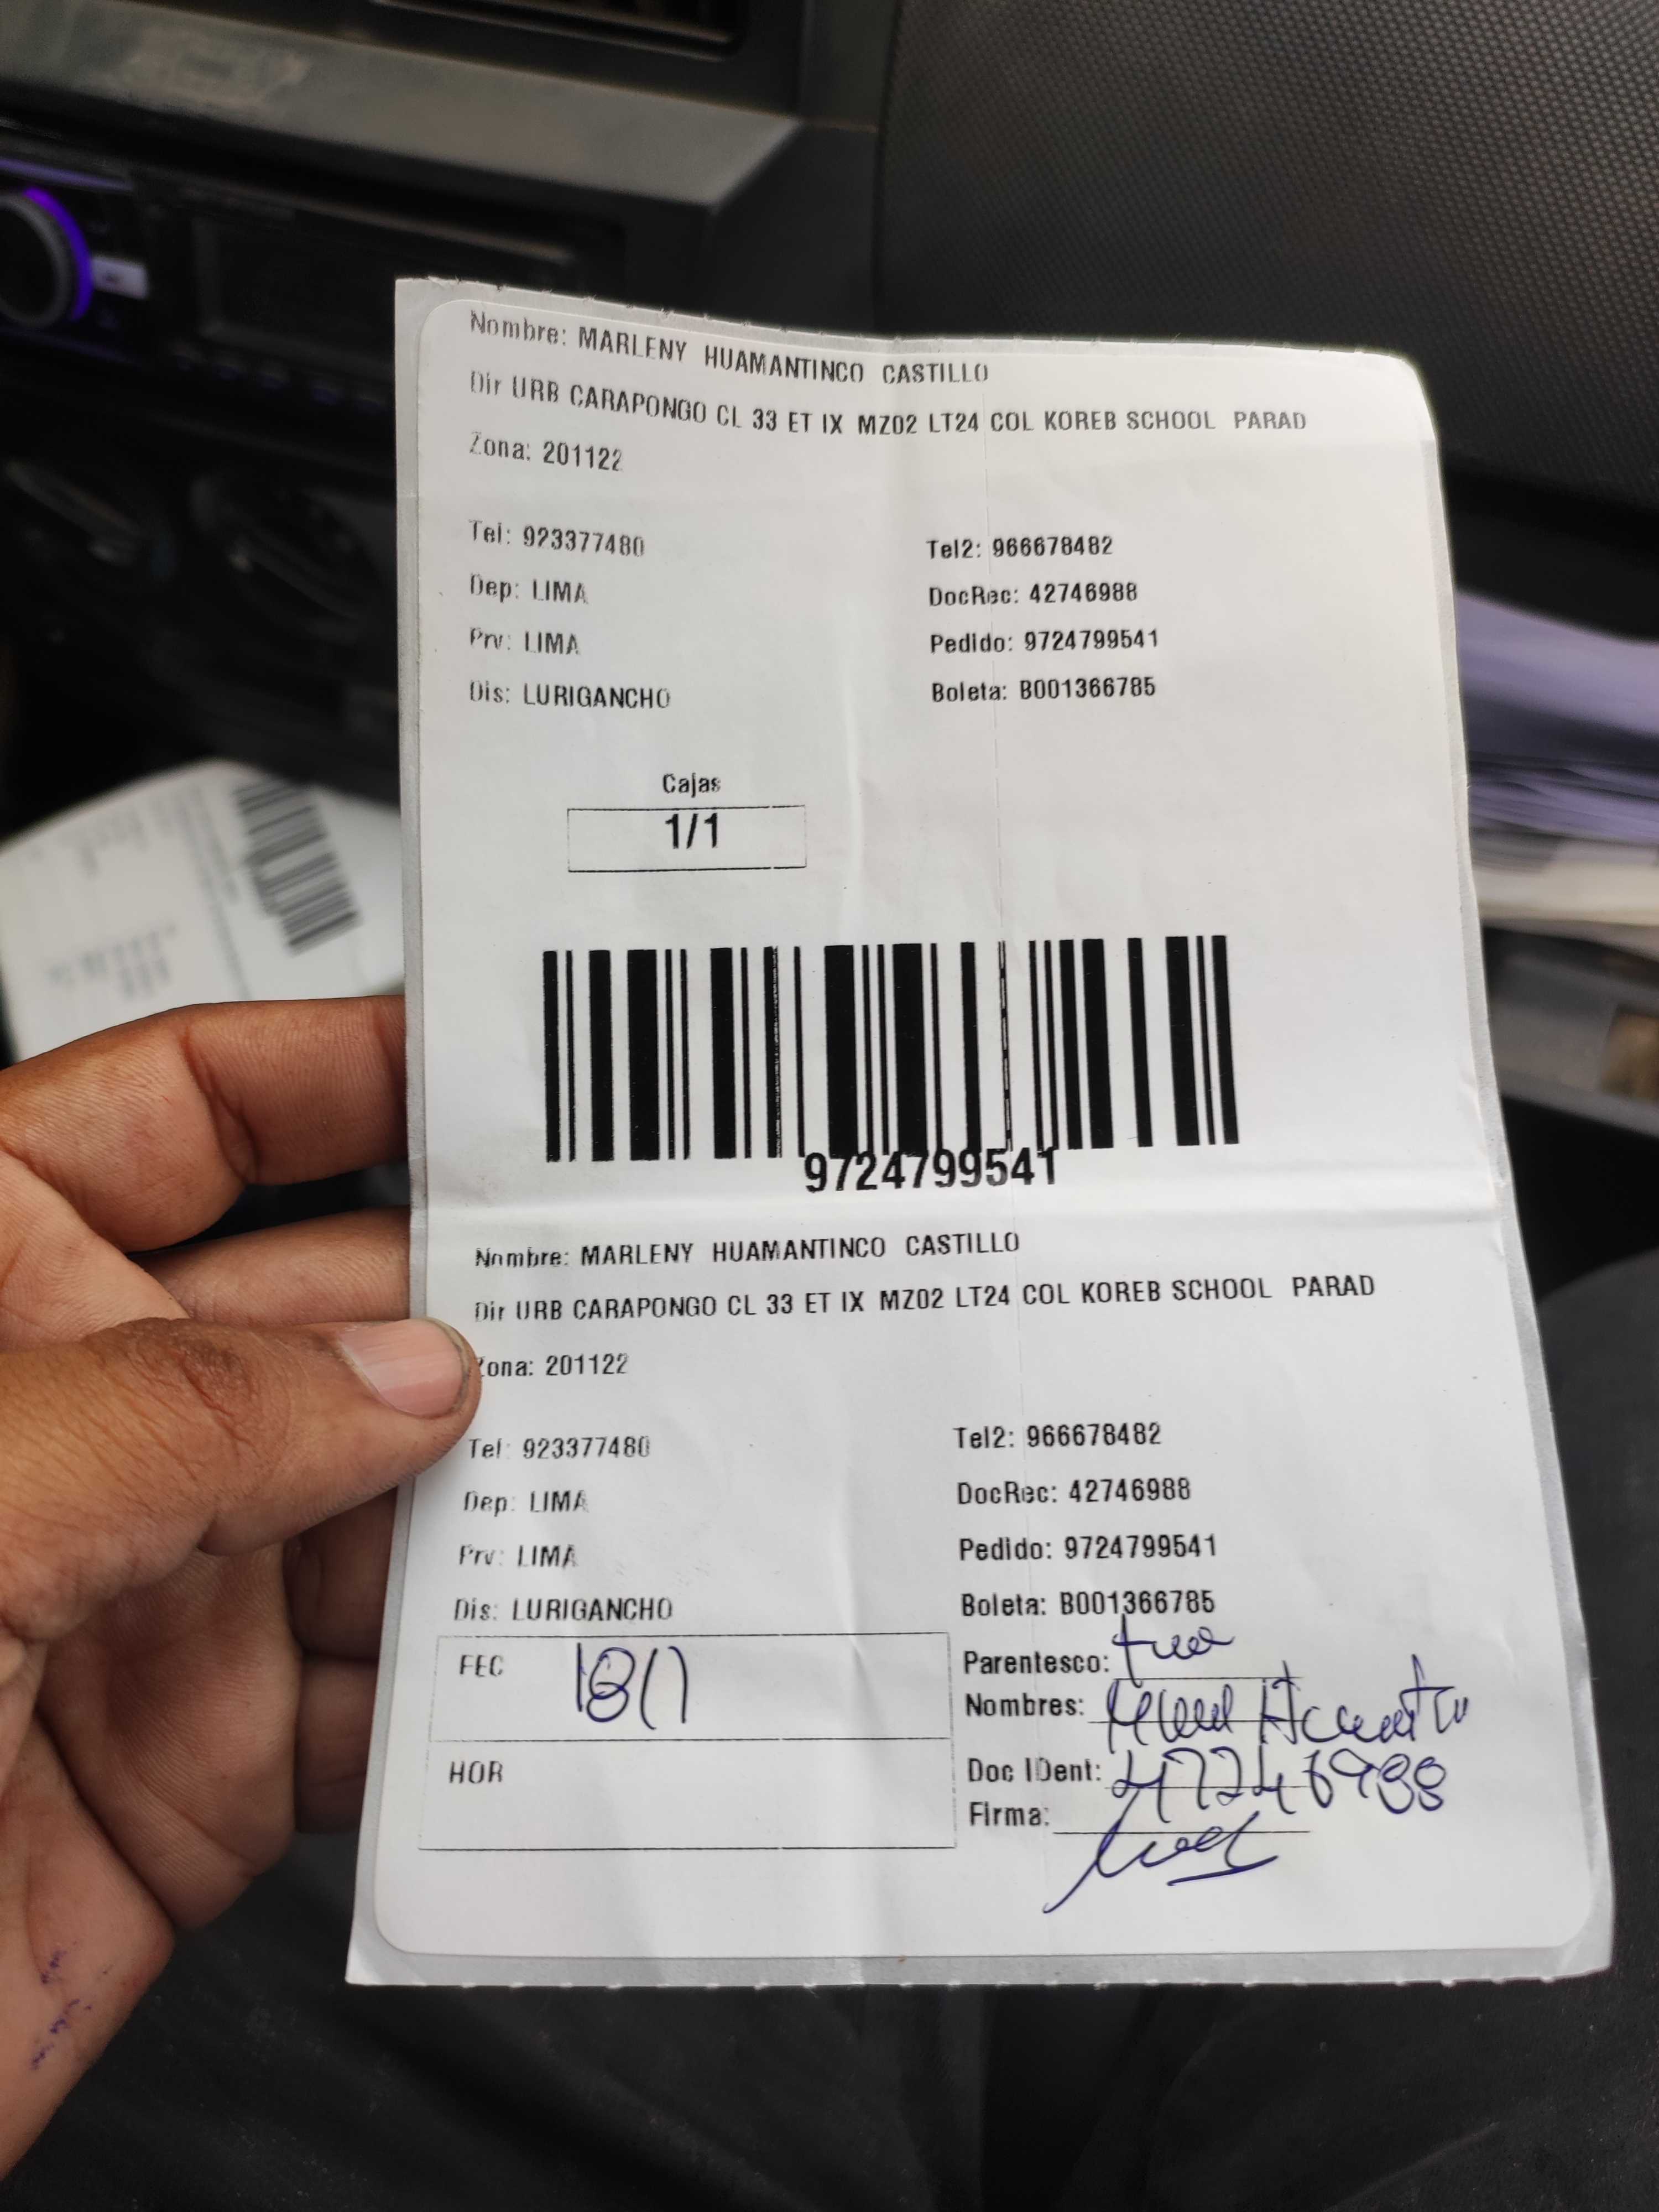 Nombre: MARLENY HUAMANTINCO CASTILLO
Dir URB CARAPONGO CL 33 ET IX MZ02 LT24 COL KOREB SCHOOL PARAD
Zona: 201122
Tel: 923377480 Tel2: 966678482
Dep: LIMA DocRec: 42746988
Prv: LIMA Pedido: 9724799541
Dis: LURIGANCHO Boleta: B001366785
Cajas
1/1
9724799541
Nombre: MARLENY HUAMANTINCO CASTILLO
Dir URB CARAPONGO CL 33 ET IX MZ02 LT24 COL KOREB SCHOOL PARAD
Zona: 201122
Tel: 923377480 Tel2: 966678482
Dep: LIMA DocRec: 42746988
Prv: LIMA Pedido: 9724799541
Dis: LURIGANCHO Boleta: B001366785
FEC 18/1 Parentesco:
Nombres:
HOR Doc IDent:
Firma: